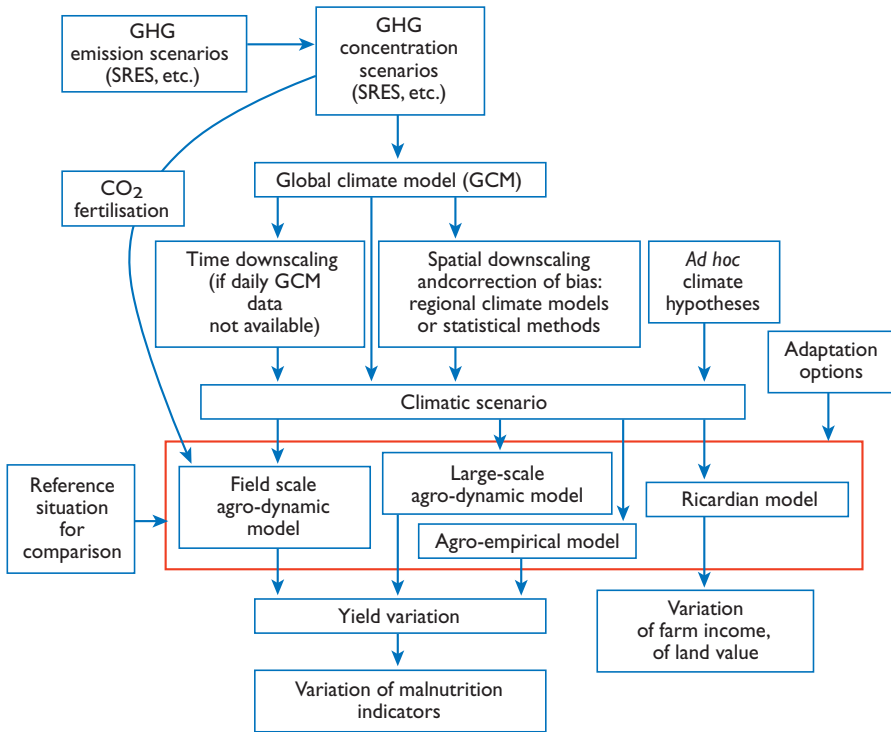 GHG
emission scenarios
(SRES, etc.)
GHG
concentration
scenarios
(SRES, etc.)
CO2
fertilisation
Global climate model (GCM)
Time downscaling
(if daily GCM
data
not available)
Spatial downscaling
andcorrection of bias:
regional climate models
or statistical methods
Ad hoc
climate
hypotheses
Adaptation
options
Climatic scenario
Reference
situation
for
comparison
Field scale
agro-dynamic
model
Large-scale
agro-dynamic model
Agro-empirical model
Ricardian model
Yield variation
Variation
of farm income,
of land value
Variation of malnutrition
indicators